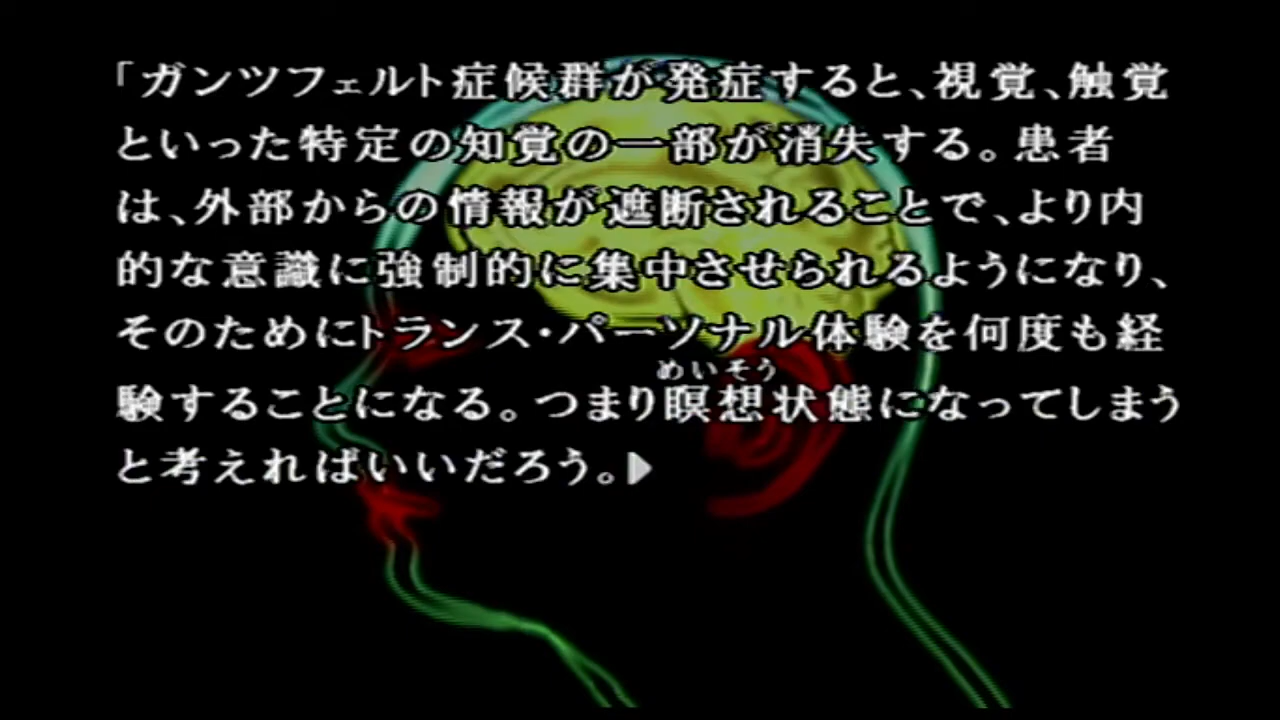 「ガンツフェルト症候群が発症すると、視覚、触覚
といった特定の知覚の一部が消失する。患者
は、外部からの情報が遮断されることで、より内
的な意識に強制的に集中させられるようになり、
そのためにトランス・パーソナル体験を何度も経
めいそう
験することになる。つまり瞑想状態になってしまう
と考えればいいだろう。